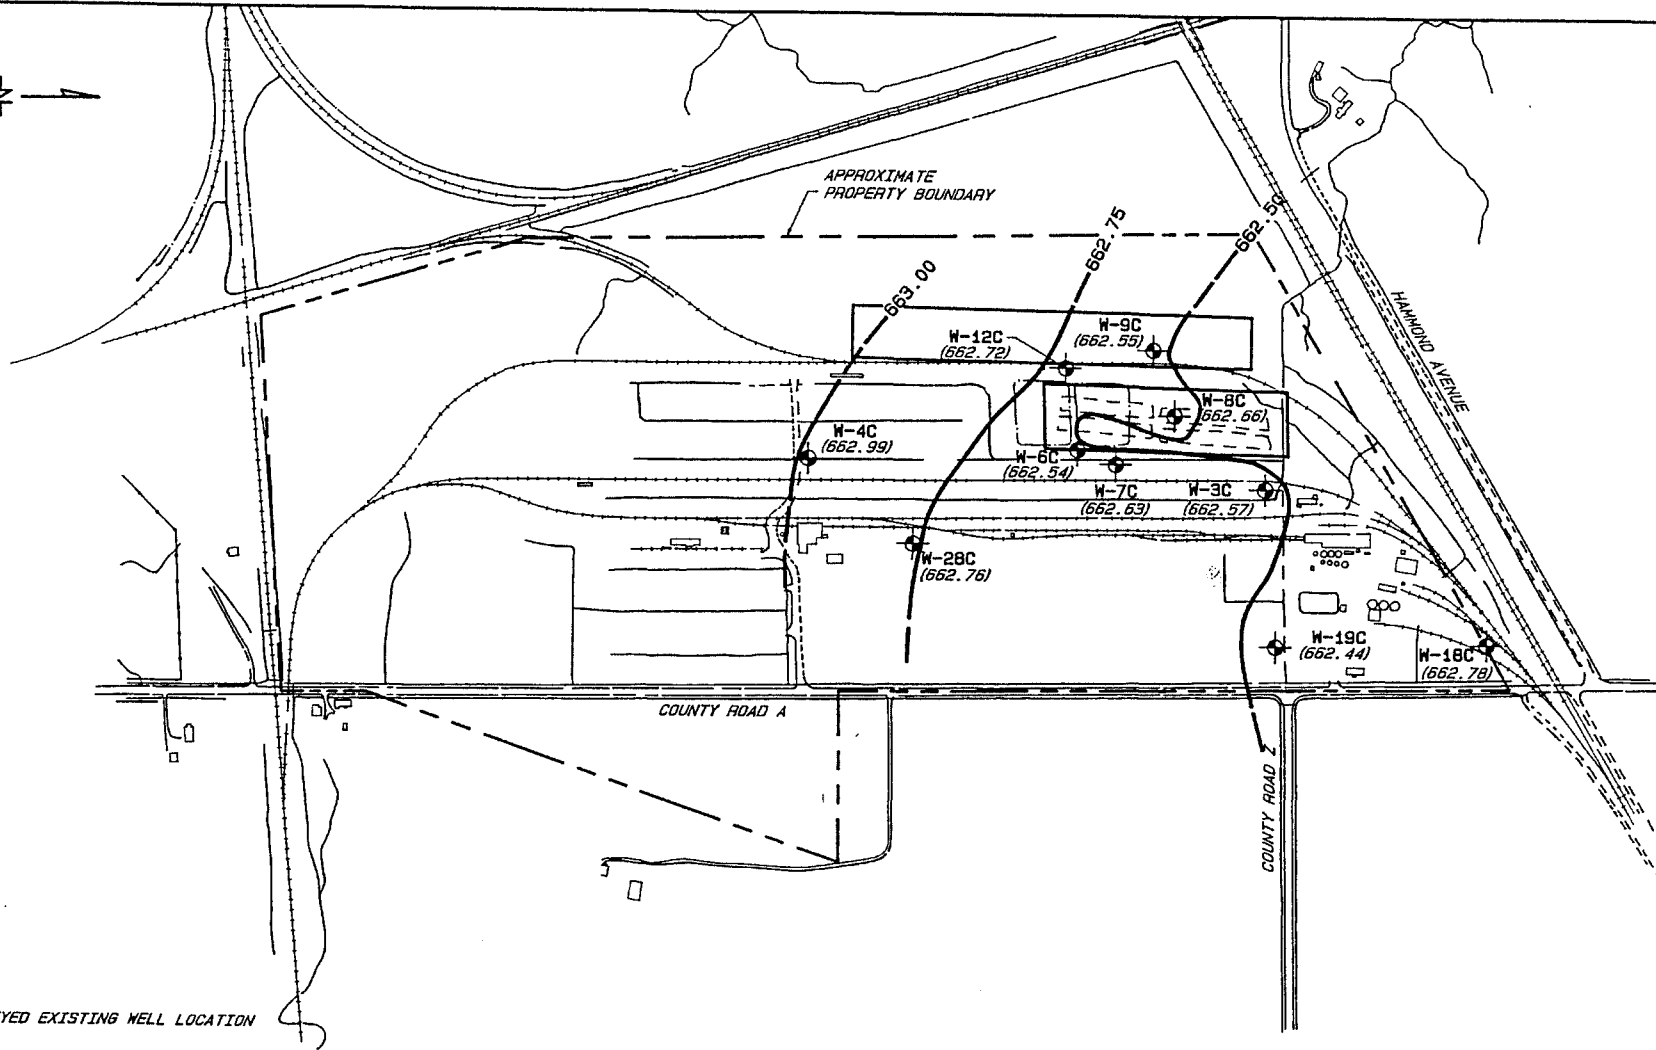 APPROXIMATE
PROPERTY BOUNDARY
663.00
662.75
662.50
HAMMOND AVENUE
W-12C
(662.72)
W-9C
(662.55)
W-8C
(662.66)
W-4C
(662.99)
W-6C
(662.54)
W-7C
(662.63)
W-3C
(662.57)
W-28C
(662.76)
W-19C
(662.44)
W-18C
(662.78)
COUNTY ROAD A
COUNTY ROAD Z
YED EXISTING WELL LOCATION